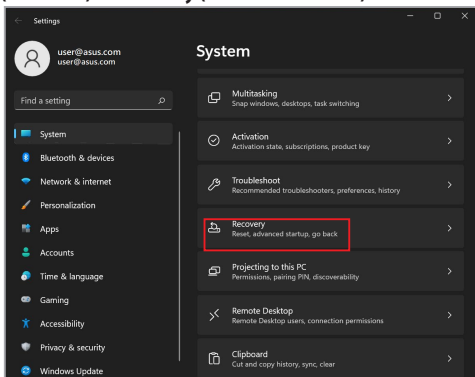 Settings
user@asus.com
user@asus.com
Find a setting
System
Bluetooth & devices
Network & internet
Personalization
Apps
Accounts
Time & language
Gaming
Accessibility
Privacy & security
Windows Update
System
Multitasking
Snap windows, desktops, task switching
Activation
Activation state, subscriptions, product key
Troubleshoot
Recommended troubleshooters, preferences, history
Recovery
Reset, advanced startup, go back
Projecting to this PC
Permissions, pairing PIN, discoverability
Remote Desktop
Remote Desktop users, connection permissions
Clipboard
Cut and copy history, sync, clear